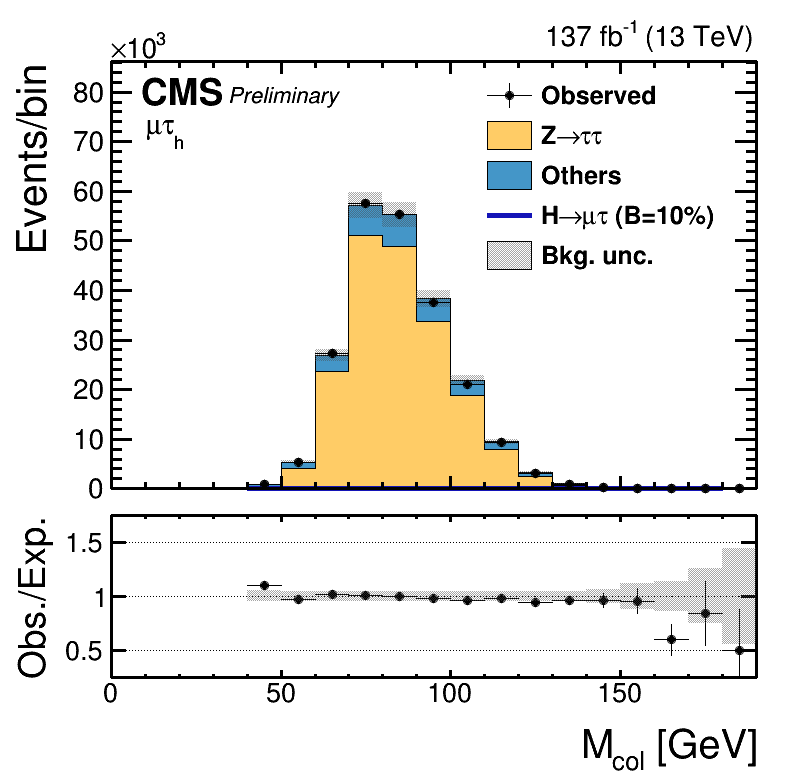 ×10³
137 fb⁻¹ (13 TeV)
CMS Preliminary
μτₕ
Observed
Z→ττ
Others
H→μτ (B=10%)
Bkg. unc.
Events/bin
80
70
60
50
40
30
20
10
0
Obs./Exp.
1.5
1
0.5
0 50 100 150
M_col [GeV]